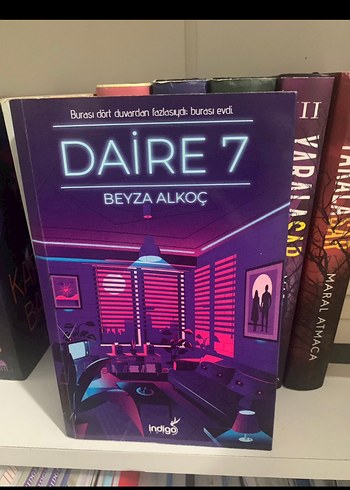 Burası dört duvardan fazlasıydı; burası evdi.
DAİRE 7
BEYZA ALKOÇ
indigo
II
YARALASAR
MARAL ATMACA